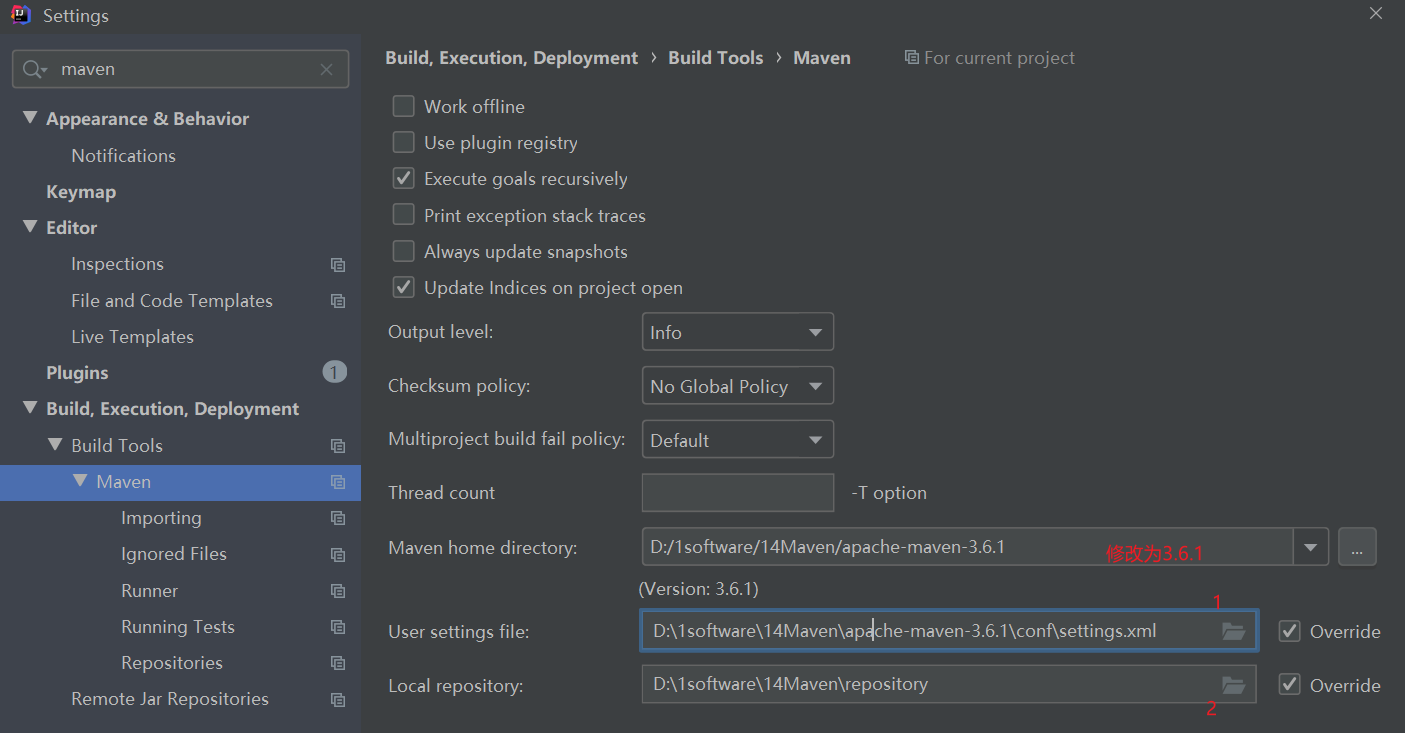 Settings
maven
Appearance & Behavior
Notifications
Keymap
Editor
Inspections
File and Code Templates
Live Templates
Plugins 1
Build, Execution, Deployment
Build Tools
Maven
Importing
Ignored Files
Runner
Running Tests
Repositories
Remote Jar Repositories
Build, Execution, Deployment › Build Tools › Maven For current project
Work offline
Use plugin registry
Execute goals recursively
Print exception stack traces
Always update snapshots
Update Indices on project open
Output level: Info
Checksum policy: No Global Policy
Multiproject build fail policy: Default
Thread count -T option
Maven home directory: D:/1software/14Maven/apache-maven-3.6.1 修改为3.6.1 ...
(Version: 3.6.1)
1
User settings file: D:\1software\14Maven\apache-maven-3.6.1\conf\settings.xml Override
Local repository: D:\1software\14Maven\repository Override
2